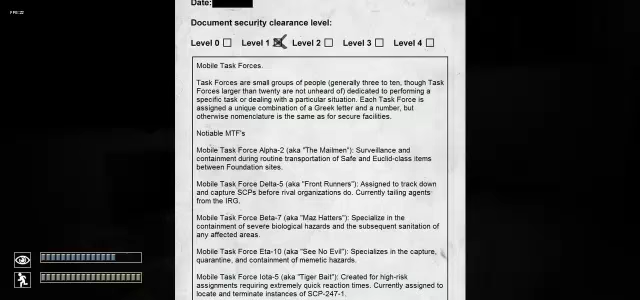 Date:
Document security clearance level:
Level 0 Level 1 Level 2 Level 3 Level 4
Mobile Task Forces.
Task Forces are small groups of people (generally three to ten, though Task
Forces larger than twenty are not unheard of) dedicated to performing a
specific task or dealing with a particular situation. Each Task Force is
assigned a unique combination of a Greek letter and a number, but
otherwise nomenclature is the same as for secure facilities.
Notiable MTF's
Mobile Task Force Alpha-2 (aka "The Mailmen"): Surveillance and
containment during routine transportation of Safe and Euclid-class items
between Foundation sites.
Mobile Task Force Delta-5 (aka "Front Runners"): Assigned to track down
and capture SCPs before rival organizations do. Currently tailing agents
from the IRG.
Mobile Task Force Beta-7 (aka "Maz Hatters"): Specialize in the
containment of severe biological hazards and the subsequent sanitation of
any affected areas.
Mobile Task Force Eta-10 (aka "See No Evil"): Specializes in the capture,
quarantine, and containment of memetic hazards.
Mobile Task Force Iota-5 (aka "Tiger Bait"): Created for high-risk
assignments requiring extremely quick reaction times. Currently assigned to
locate and terminate instances of SCP-247-1.